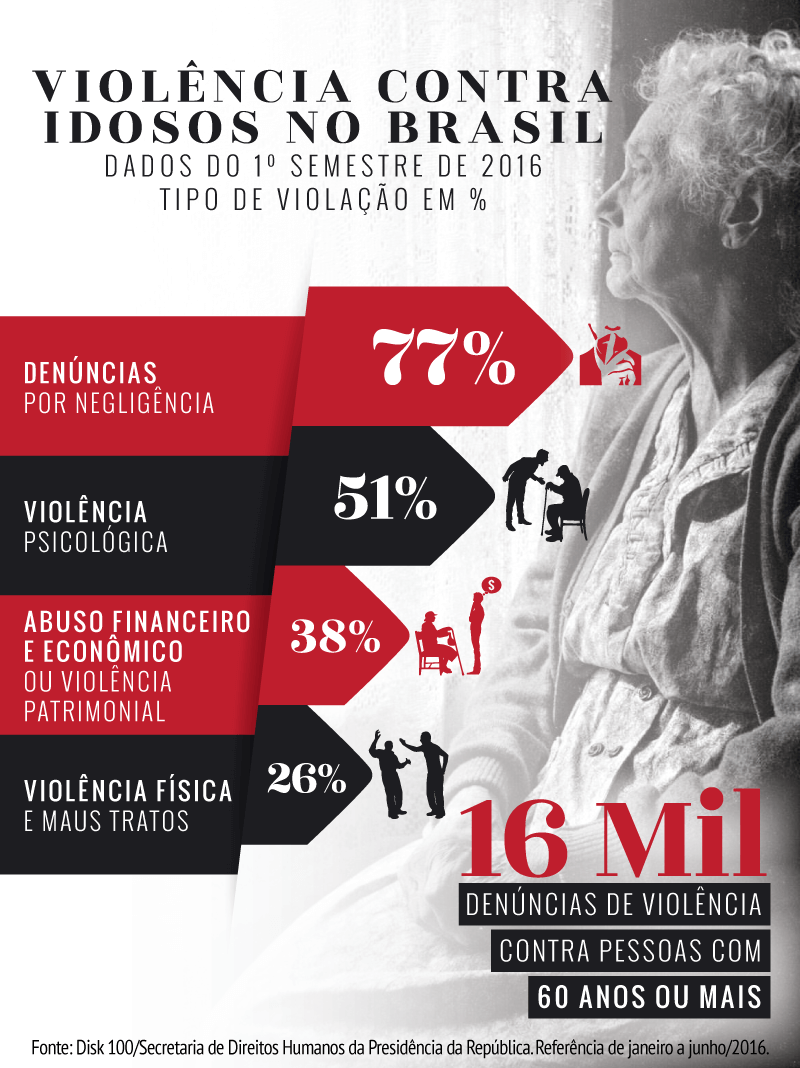 VIOLÊNCIA CONTRA
IDOSOS NO BRASIL
DADOS DO 1º SEMESTRE DE 2016
TIPO DE VIOLAÇÃO EM %
DENÚNCIAS
POR NEGLIGÊNCIA
77%
VIOLÊNCIA
PSICOLÓGICA
51%
ABUSO FINANCEIRO
E ECONÔMICO
OU VIOLÊNCIA
PATRIMONIAL
38%
S
VIOLÊNCIA FÍSICA
E MAUS TRATOS
26%
16 Mil
DENÚNCIAS DE VIOLÊNCIA
CONTRA PESSOAS COM
60 ANOS OU MAIS
Fonte: Disk 100/Secretaria de Direitos Humanos da Presidência da República.Referência de janeiro a junho/2016.